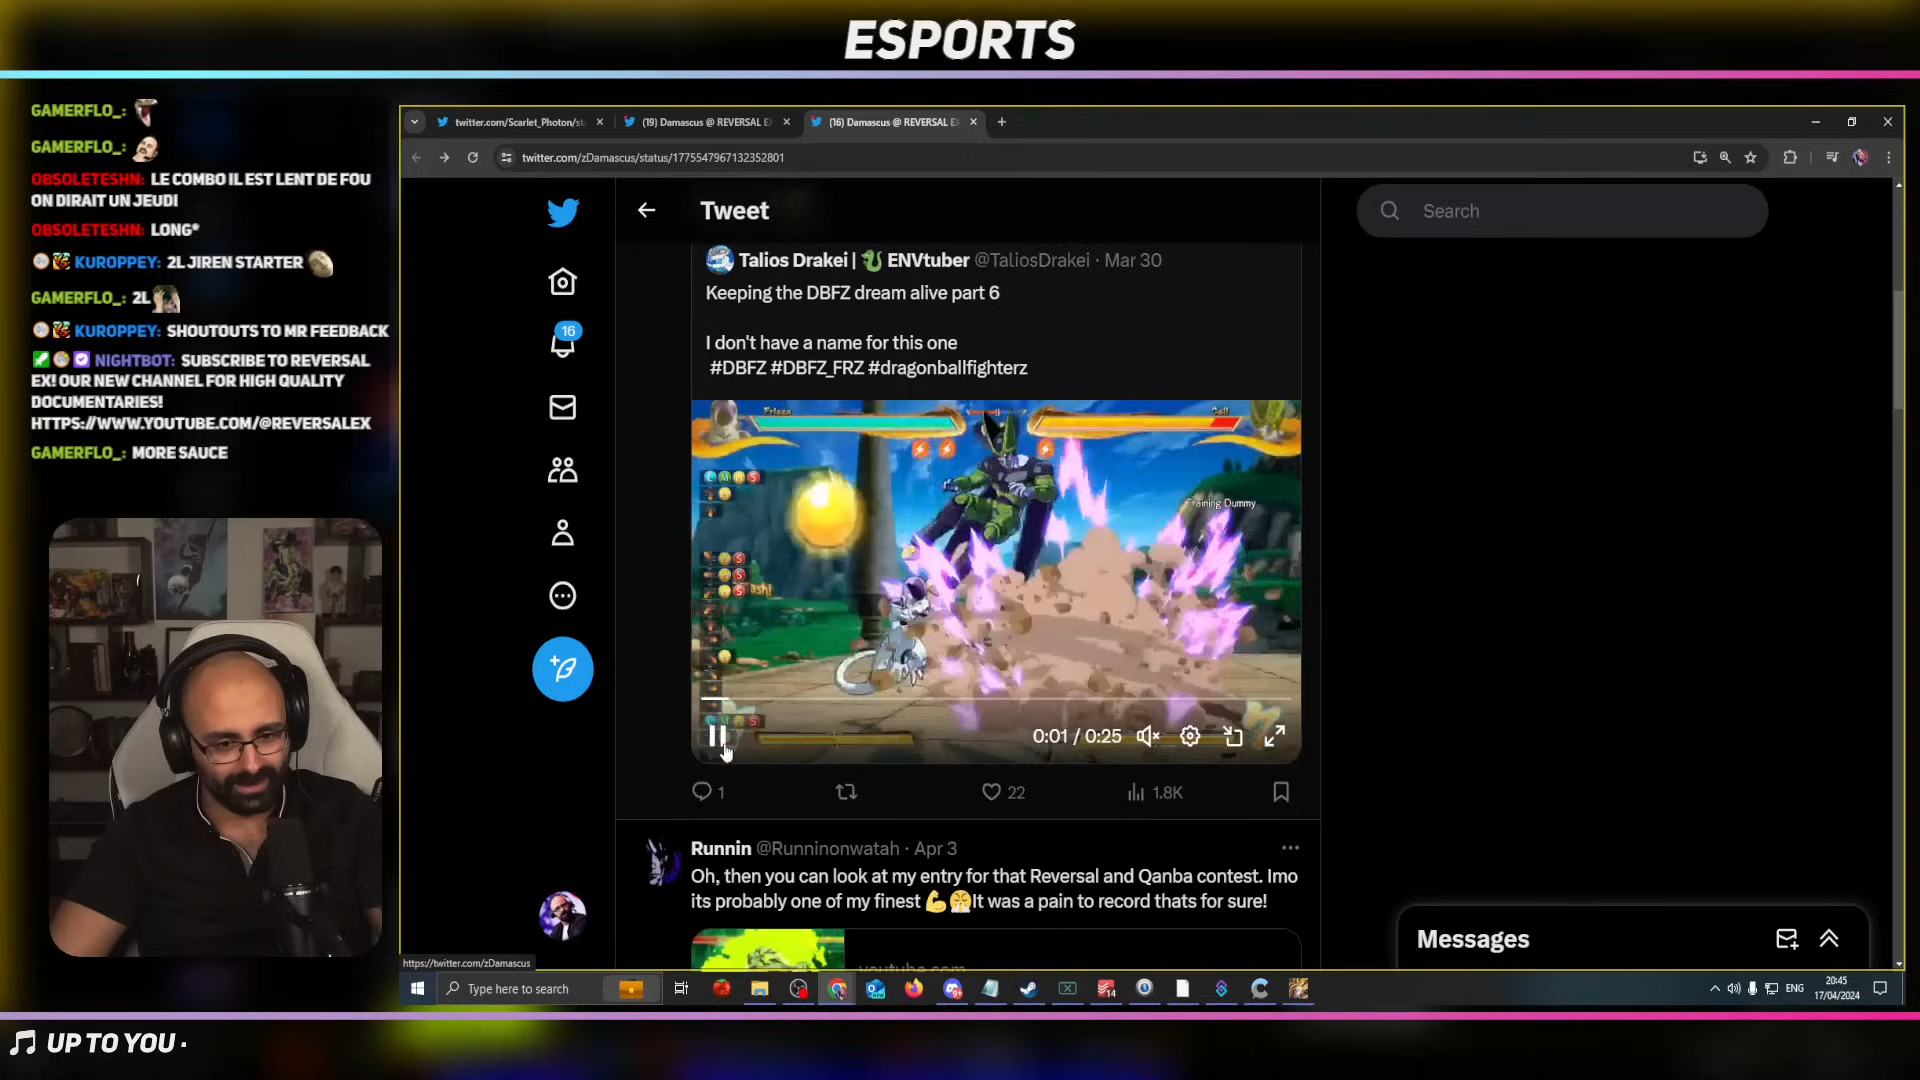 ESPORTS
GAMERFLO_:
GAMERFLO_:
OBSOLETESHN: LE COMBO IL EST LENT DE FOU
ON DIRAIT UN JEUDI
OBSOLETESHN: LONG*
KUROPPEY: 2L JIREN STARTER
GAMERFLO_: 2L
KUROPPEY: SHOUTOUTS TO MR FEEDBACK
NIGHTBOT: SUBSCRIBE TO REVERSAL
EX! OUR NEW CHANNEL FOR HIGH QUALITY
DOCUMENTARIES!
HTTPS://WWW.YOUTUBE.COM/@REVERSALEX
GAMERFLO_: MORE SAUCE
twitter.com/Scarlet_Photon/st
(19) Damascus @ REVERSAL E
(16) Damascus @ REVERSAL E
twitter.com/zDamascus/status/1775547967132352801
Tweet
Search
16
Talios Drakei | ENVtuber @TaliosDrakei · Mar 30
Keeping the DBFZ dream alive part 6
I don't have a name for this one
#DBFZ #DBFZ_FRZ #dragonballfighterz
Frieza
Cell
L M H S
Training Dummy
L M H S
0:01 / 0:25
1
22
1.8K
Runnin @Runninonwatah · Apr 3
Oh, then you can look at my entry for that Reversal and Qanba contest. Imo
its probably one of my finest 💪😤It was a pain to record thats for sure!
youtube.com
Messages
https://twitter.com/zDamascus
Type here to search
14
ENG
20:45
17/04/2024
UP TO YOU ·